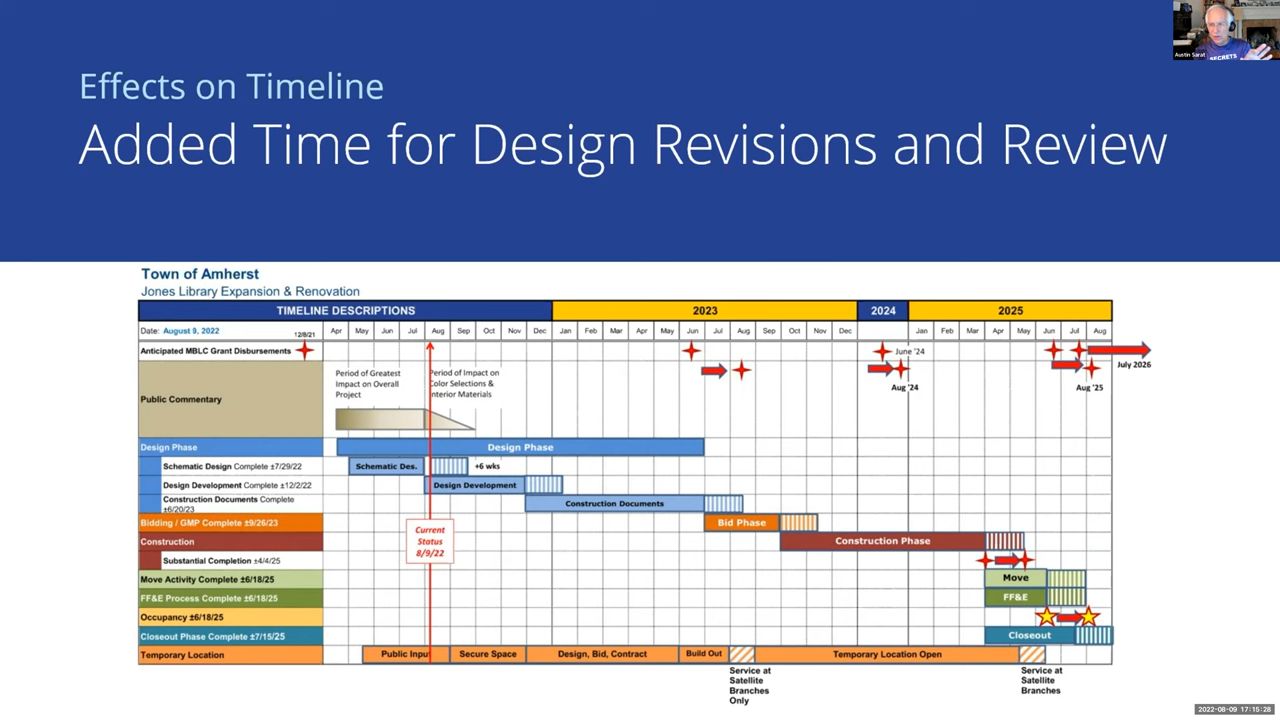 Effects on Timeline
Added Time for Design Revisions and Review
Austin Sarat
SECRETS
Town of Amherst
Jones Library Expansion & Renovation
TIMELINE DESCRIPTIONS 2023 2024 2025
Date: August 9, 2022 12/8/21 Apr May Jun Jul Aug Sep Oct Nov Dec Jan Feb Mar Apr May Jun Jul Aug Sep Oct Nov Dec Jan Feb Mar Apr May Jun Jul Aug
Anticipated MBLC Grant Disbursements June '24
July 2026
Aug '24 Aug '25
Public Commentary
Period of Greatest
Impact on Overall
Project
Period of Impact on
Color Selections &
Interior Materials
Design Phase Design Phase
Schematic Design Complete ±7/29/22 Schematic Des. +6 wks
Design Development Complete ±12/2/22 Design Development
Construction Documents Complete
±6/20/23
Construction Documents
Bidding / GMP Complete ±9/26/23 Bid Phase
Current
Status
8/9/22
Construction Construction Phase
Substantial Completion ±4/4/25
Move Activity Complete ±6/18/25 Move
FF&E Process Complete ±6/18/25 FF&E
Occupancy ±6/18/25
Closeout Phase Complete ±7/15/25 Closeout
Temporary Location Public Input Secure Space Design, Bid, Contract Build Out Temporary Location Open
Service at
Satellite
Branches
Only
Service at
Satellite
Branches
2022-08-09 17:15:28